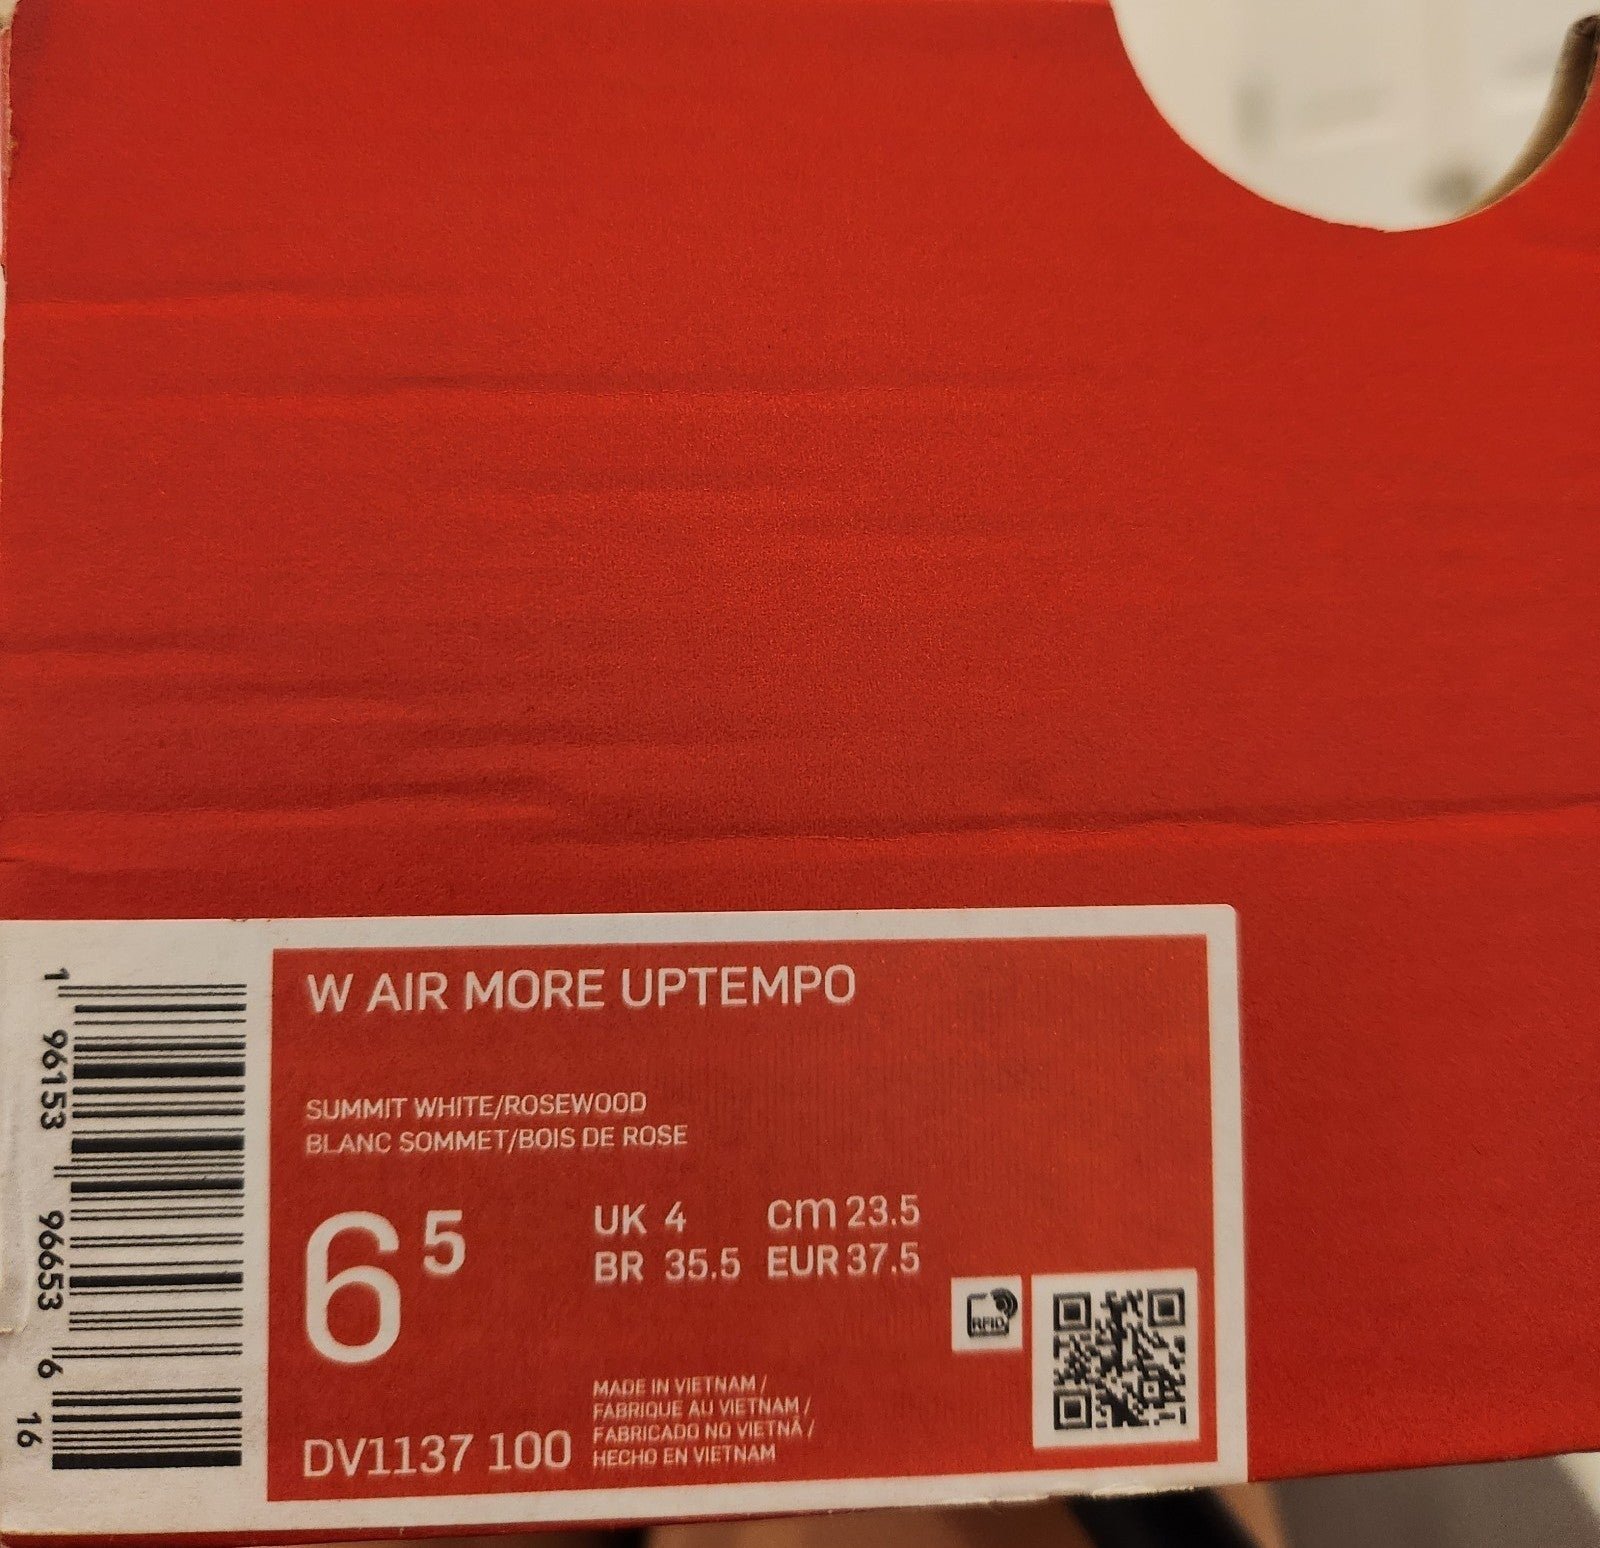 W AIR MORE UPTEMPO
SUMMIT WHITE/ROSEWOOD
BLANC SOMMET/BOIS DE ROSE
6 5
UK 4 cm 23.5
BR 35.5 EUR 37.5
RFID
MADE IN VIETNAM /
FABRIQUE AU VIETNAM /
FABRICADO NO VIETNÃ /
HECHO EN VIETNAM
DV1137 100
1 96153 96653 6 16